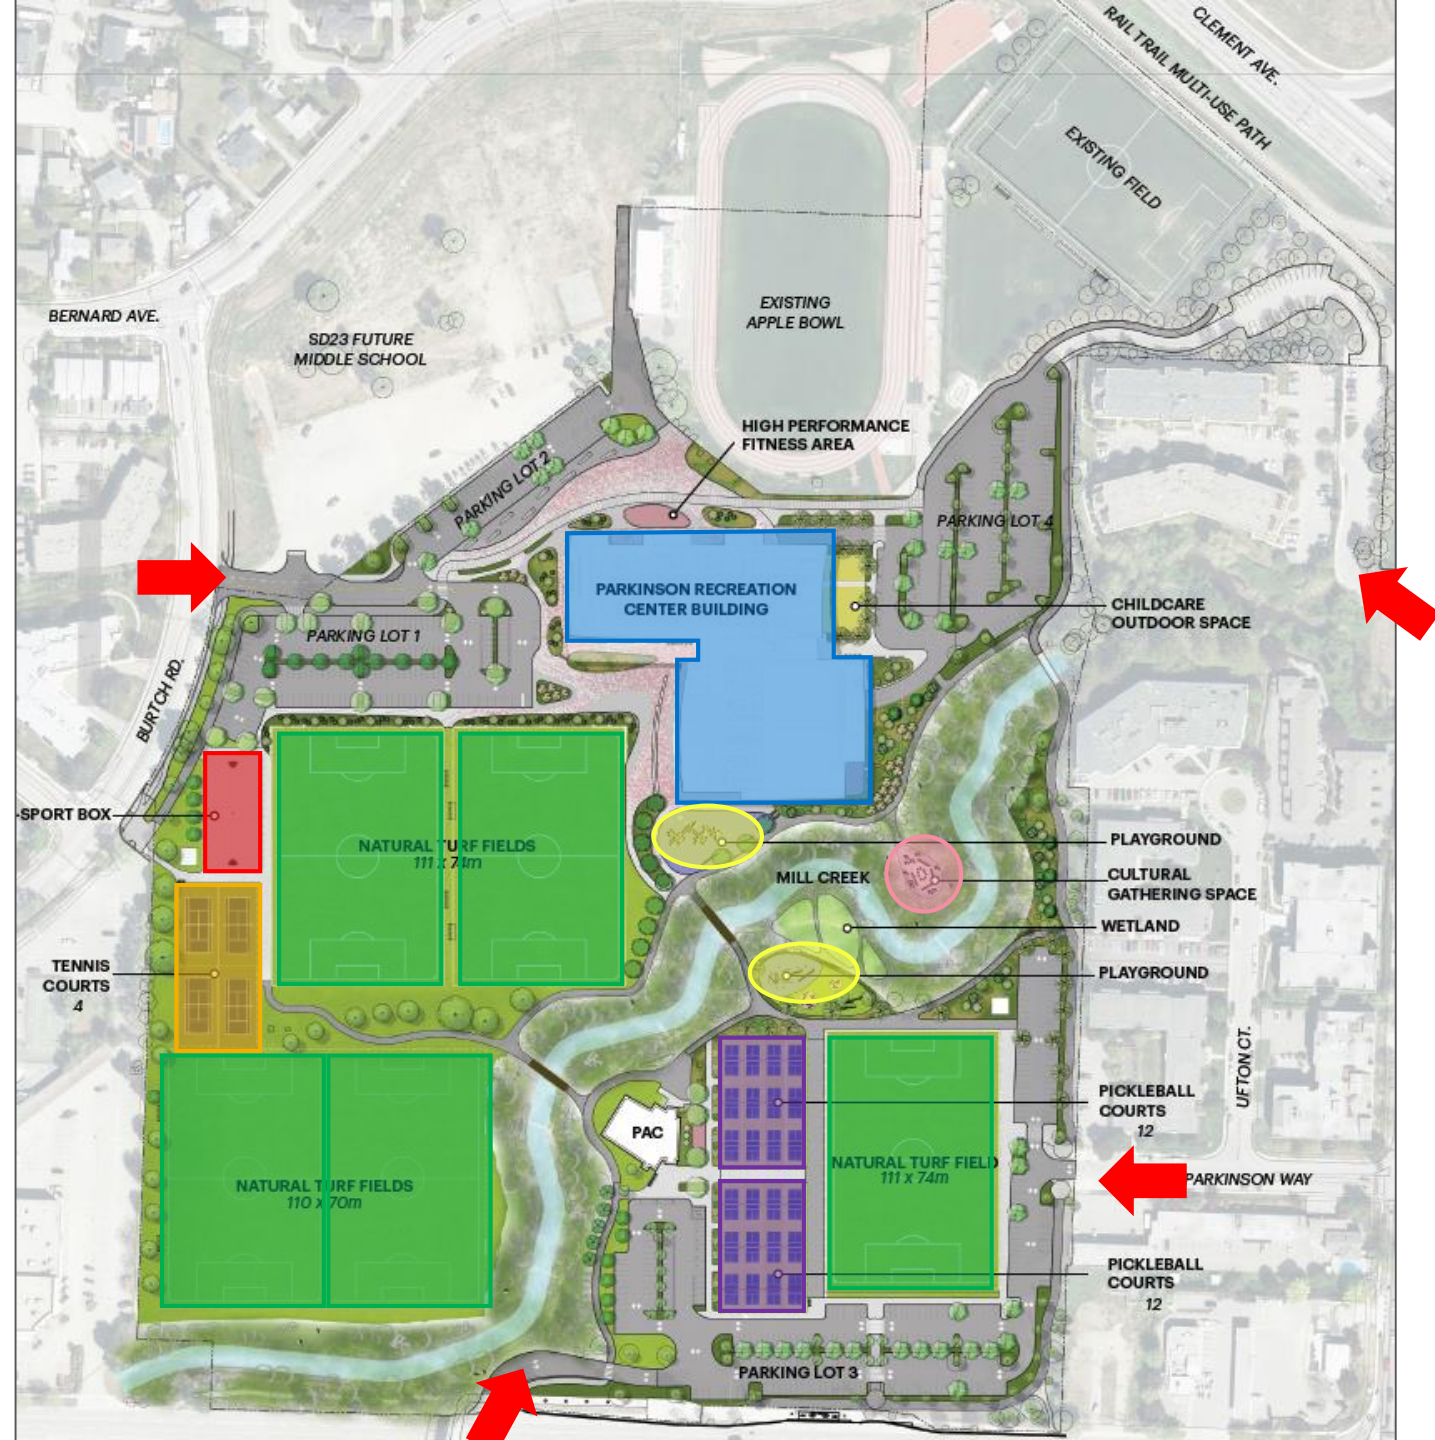 CLEMENT AVE.
RAIL TRAIL MULTI-USE PATH
EXISTING FIELD
BERNARD AVE.
SD23 FUTURE
MIDDLE SCHOOL
EXISTING
APPLE BOWL
HIGH PERFORMANCE
FITNESS AREA
PARKING LOT 2
PARKING LOT 4
PARKINSON RECREATION
CENTER BUILDING
CHILDCARE
OUTDOOR SPACE
PARKING LOT 1
BURTCH RD.
-SPORT BOX
NATURAL TURF FIELDS
111 x 74m
PLAYGROUND
MILL CREEK
CULTURAL
GATHERING SPACE
WETLAND
TENNIS
COURTS
4
PLAYGROUND
UFTON CT.
PICKLEBALL
COURTS
12
PAC
NATURAL TURF FIELD
111 x 74m
PARKINSON WAY
NATURAL TURF FIELDS
110 x 70m
PICKLEBALL
COURTS
12
PARKING LOT 3